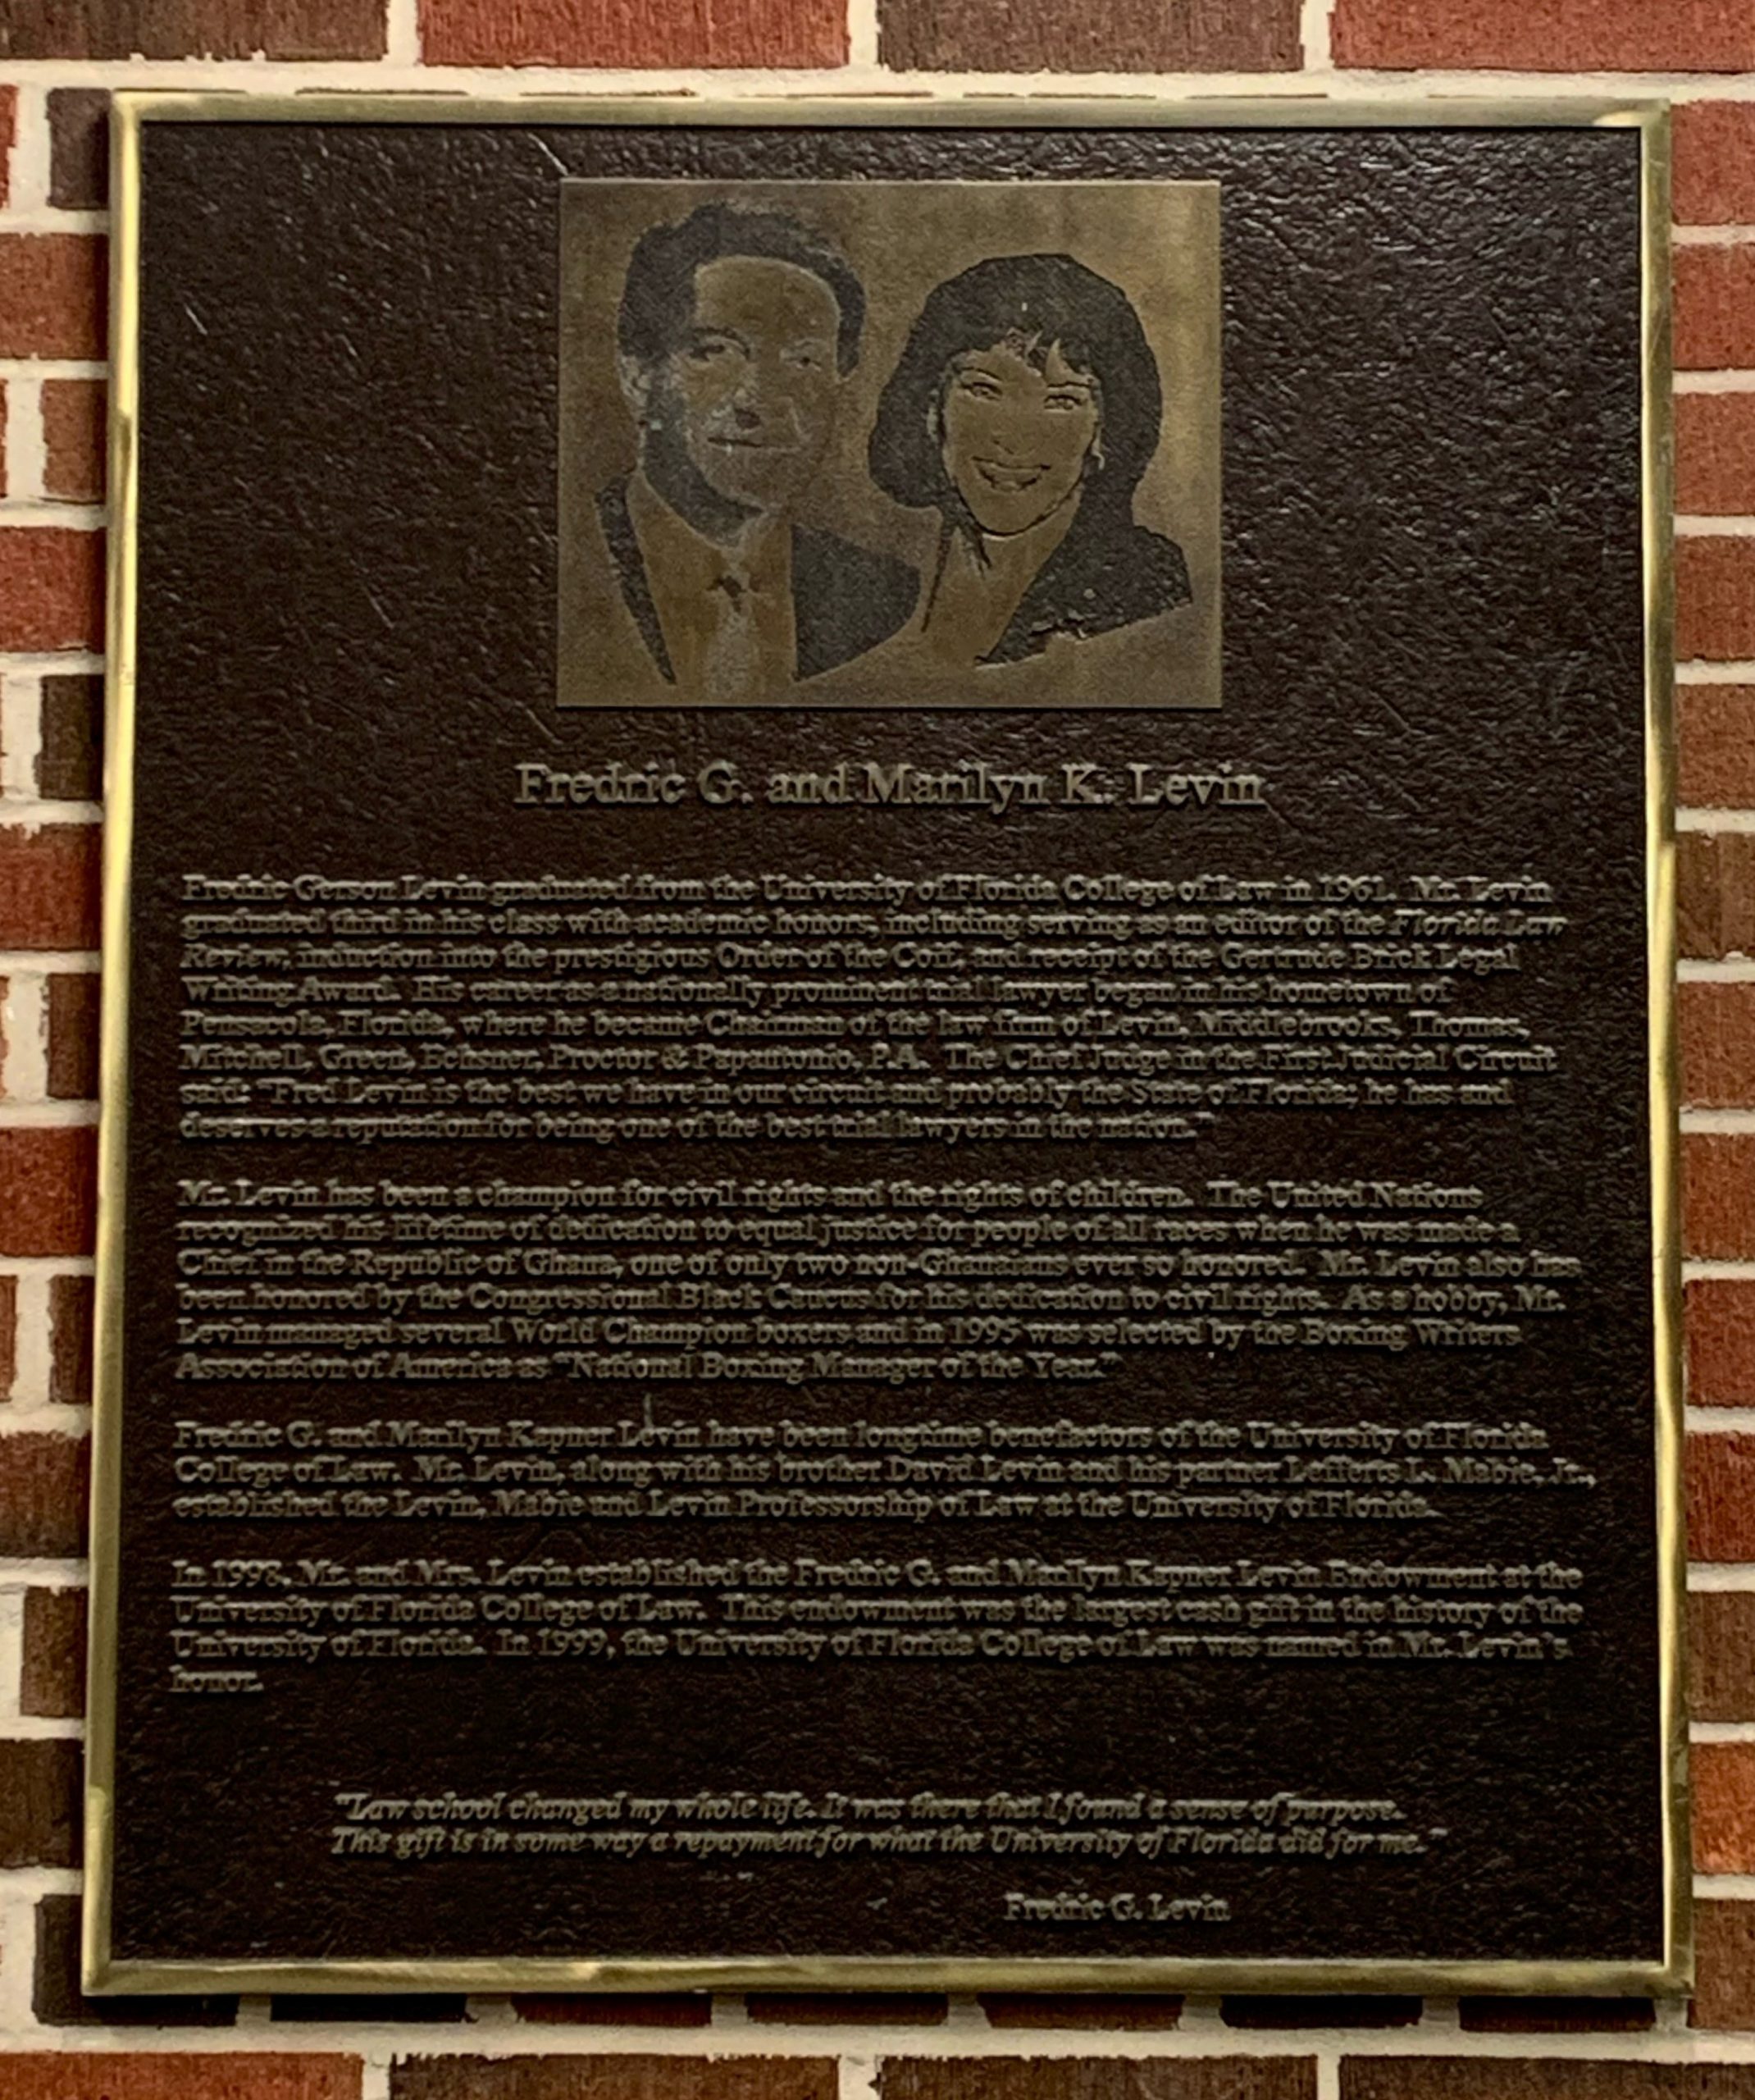 Fredric G. and Marilyn K. Levin
Fredric Gerson Levin graduated from the University of Florida College of Law in 1961. Mr. Levin
graduated third in his class with academic honors, including serving as an editor of the Florida Law
Review, induction into the prestigious Order of the Coif, and receipt of the Gertrude Brick Legal
Writing Award. His career as a nationally prominent trial lawyer began in his hometown of
Pensacola, Florida, where he became Chairman of the law firm of Levin, Middlebrooks, Thomas,
Mitchell, Green, Echsner, Proctor & Papantonio, P.A. The Chief Judge in the First Judicial Circuit
said: "Fred Levin is the best we have in our circuit and probably the State of Florida; he has and
deserves a reputation for being one of the best trial lawyers in the nation."
Mr. Levin has been a champion for civil rights and the rights of children. The United Nations
recognized his lifetime of dedication to equal justice for people of all races when he was made a
Chief in the Republic of Ghana, one of only two non-Ghanaians ever so honored. Mr. Levin also has
been honored by the Congressional Black Caucus for his dedication to civil rights. As a hobby, Mr.
Levin managed several World Champion boxers and in 1995 was selected by the Boxing Writers
Association of America as "National Boxing Manager of the Year."
Fredric G. and Marilyn Kapner Levin have been longtime benefactors of the University of Florida
College of Law. Mr. Levin, along with his brother David Levin and his partner Lefferts L. Mabie, Jr.,
established the Levin, Mabie and Levin Professorship of Law at the University of Florida.
In 1998, Mr. and Mrs. Levin established the Fredric G. and Marilyn Kapner Levin Endowment at the
University of Florida College of Law. This endowment was the largest cash gift in the history of the
University of Florida. In 1999, the University of Florida College of Law was named in Mr. Levin's
honor.
"Law school changed my whole life. It was there that I found a sense of purpose.
This gift is in some way a repayment for what the University of Florida did for me."
Fredric G. Levin